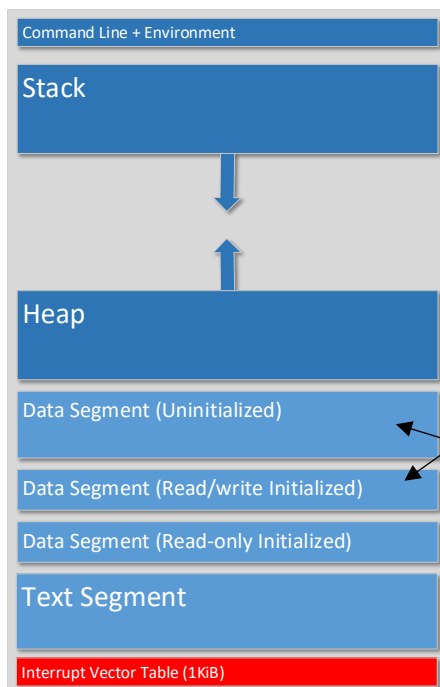 Command Line + Environment
Stack
Heap
Data Segment (Uninitialized)
Data Segment (Read/write Initialized)
Data Segment (Read-only Initialized)
Text Segment
Interrupt Vector Table (1KiB)